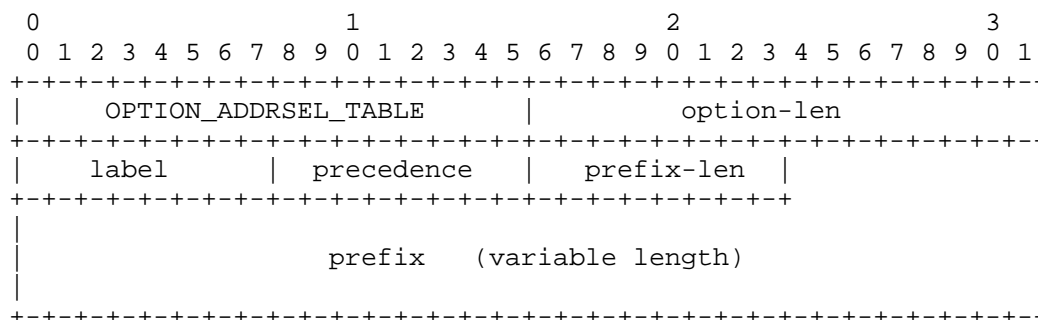 0                   1                   2                   3
 0 1 2 3 4 5 6 7 8 9 0 1 2 3 4 5 6 7 8 9 0 1 2 3 4 5 6 7 8 9 0 1
+-+-+-+-+-+-+-+-+-+-+-+-+-+-+-+-+-+-+-+-+-+-+-+-+-+-+-+-+-+-+-+-
|     OPTION_ADDRSEL_TABLE      |         option-len
+-+-+-+-+-+-+-+-+-+-+-+-+-+-+-+-+-+-+-+-+-+-+-+-+-+-+-+-+-+-+-+-
|    label      |  precedence   |   prefix-len  |
+-+-+-+-+-+-+-+-+-+-+-+-+-+-+-+-+-+-+-+-+-+-+-+-+
|
|                   prefix   (variable length)
|
+-+-+-+-+-+-+-+-+-+-+-+-+-+-+-+-+-+-+-+-+-+-+-+-+-+-+-+-+-+-+-+-